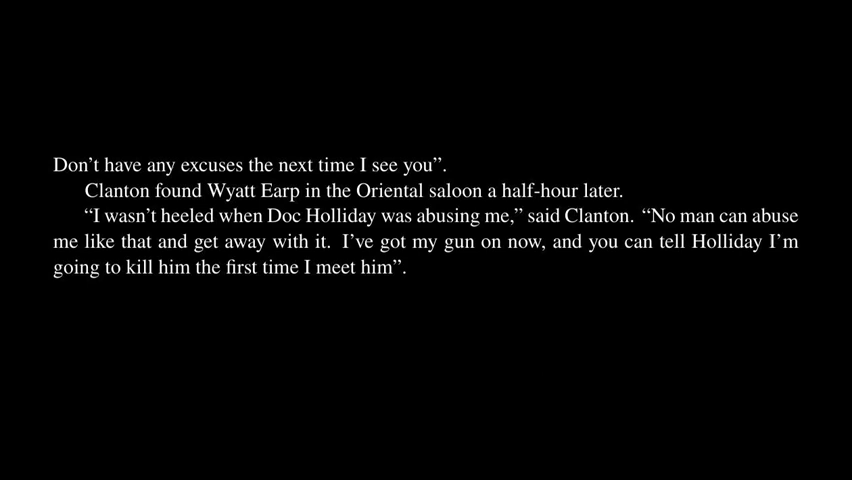 Don’t have any excuses the next time I see you”.
Clanton found Wyatt Earp in the Oriental saloon a half-hour later.
“I wasn’t heeled when Doc Holliday was abusing me,” said Clanton. “No man can abuse
me like that and get away with it. I’ve got my gun on now, and you can tell Holliday I’m
going to kill him the first time I meet him”.